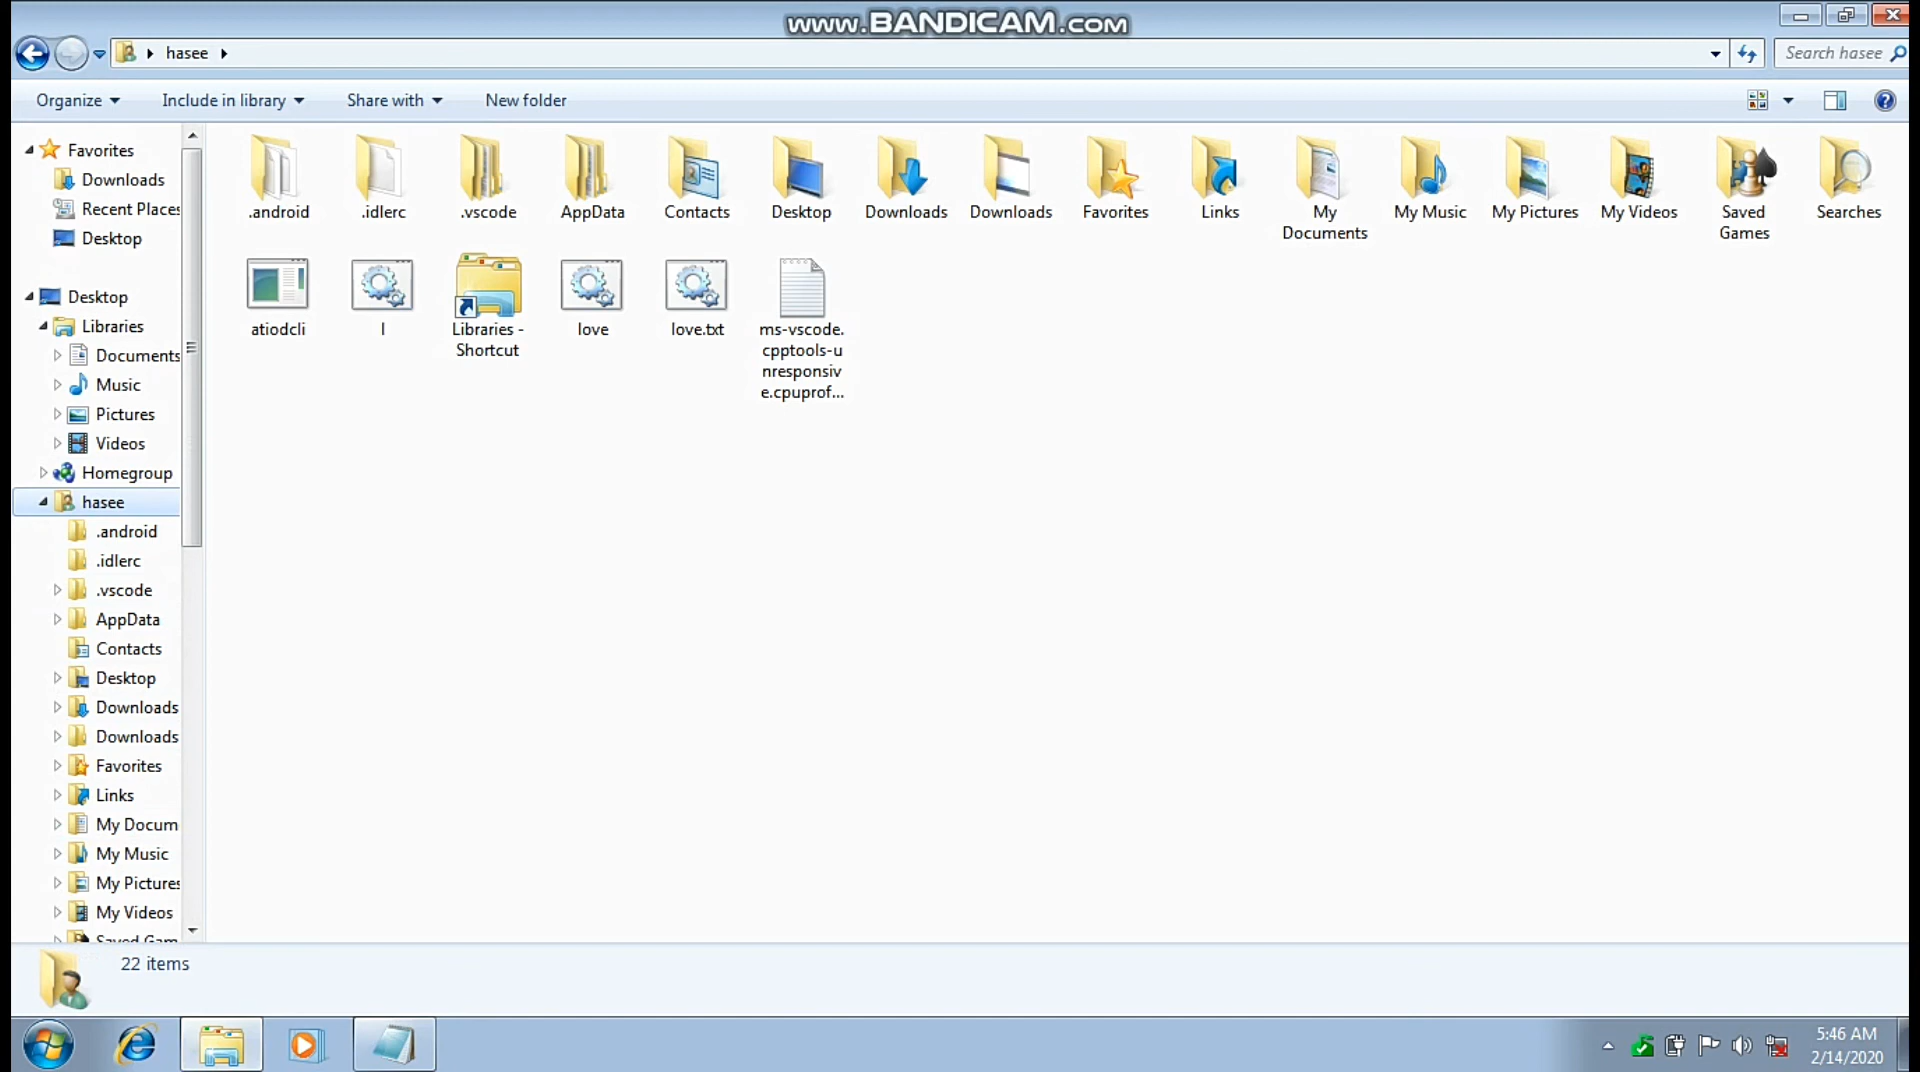 www.BANDICAM.com
hasee
Search hasee
Organize
Include in library
Share with
New folder
Favorites
Downloads
Recent Places
Desktop
Desktop
Libraries
Documents
Music
Pictures
Videos
Homegroup
hasee
.android
.idlerc
.vscode
AppData
Contacts
Desktop
Downloads
Downloads
Favorites
Links
My Docum
My Music
My Pictures
My Videos
Saved Gam
.android
.idlerc
.vscode
AppData
Contacts
Desktop
Downloads
Downloads
Favorites
Links
My
Documents
My Music
My Pictures
My Videos
Saved
Games
Searches
atiodcli
l
Libraries -
Shortcut
love
love.txt
ms-vscode.
cpptools-u
nresponsiv
e.cpuprof...
22 items
5:46 AM
2/14/2020